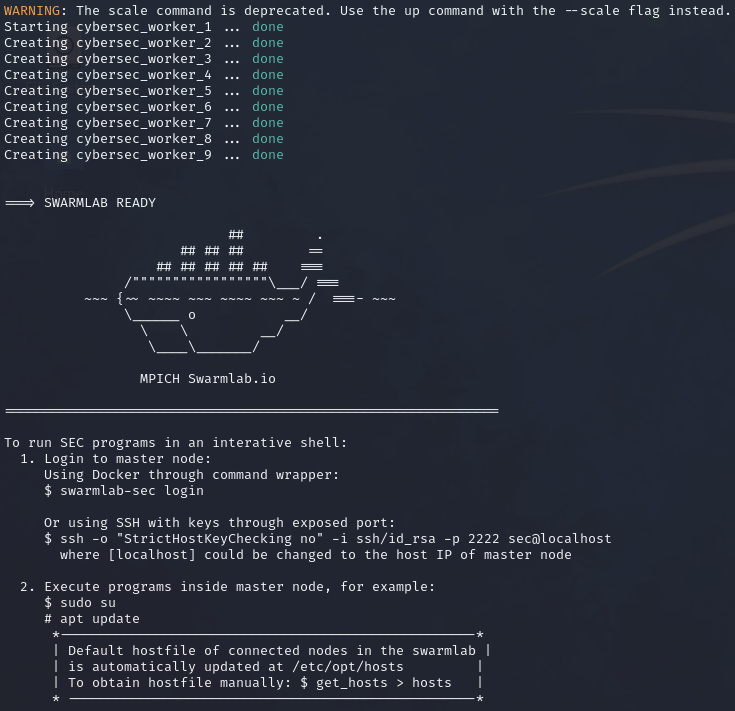 WARNING: The scale command is deprecated. Use the up command with the --scale flag instead.
Starting cybersec_worker_1 ... done
Creating cybersec_worker_2 ... done
Creating cybersec_worker_3 ... done
Creating cybersec_worker_4 ... done
Creating cybersec_worker_5 ... done
Creating cybersec_worker_6 ... done
Creating cybersec_worker_7 ... done
Creating cybersec_worker_8 ... done
Creating cybersec_worker_9 ... done
Home
===> SWARMLAB READY
                            ##         .
                      ## ## ##        ==
                   ## ## ## ## ##    ===
               /"""""""""""""""""\___/ ===
          ~~~ {~~ ~~~~ ~~~ ~~~~ ~~~ ~ /  ===- ~~~
               \______ o           __/
                 \    \         __/
                  \____\_______/
                 MPICH Swarmlab.io
==============================================================
To run SEC programs in an interative shell:
  1. Login to master node:
     Using Docker through command wrapper:
     $ swarmlab-sec login
     Or using SSH with keys through exposed port:
     $ ssh -o "StrictHostKeyChecking no" -i ssh/id_rsa -p 2222 sec@localhost
       where [localhost] could be changed to the host IP of master node
  2. Execute programs inside master node, for example:
     $ sudo su
     # apt update
      *----------------------------------------------------*
      | Default hostfile of connected nodes in the swarmlab |
      | is automatically updated at /etc/opt/hosts         |
      | To obtain hostfile manually: $ get_hosts > hosts   |
      * ---------------------------------------------------*